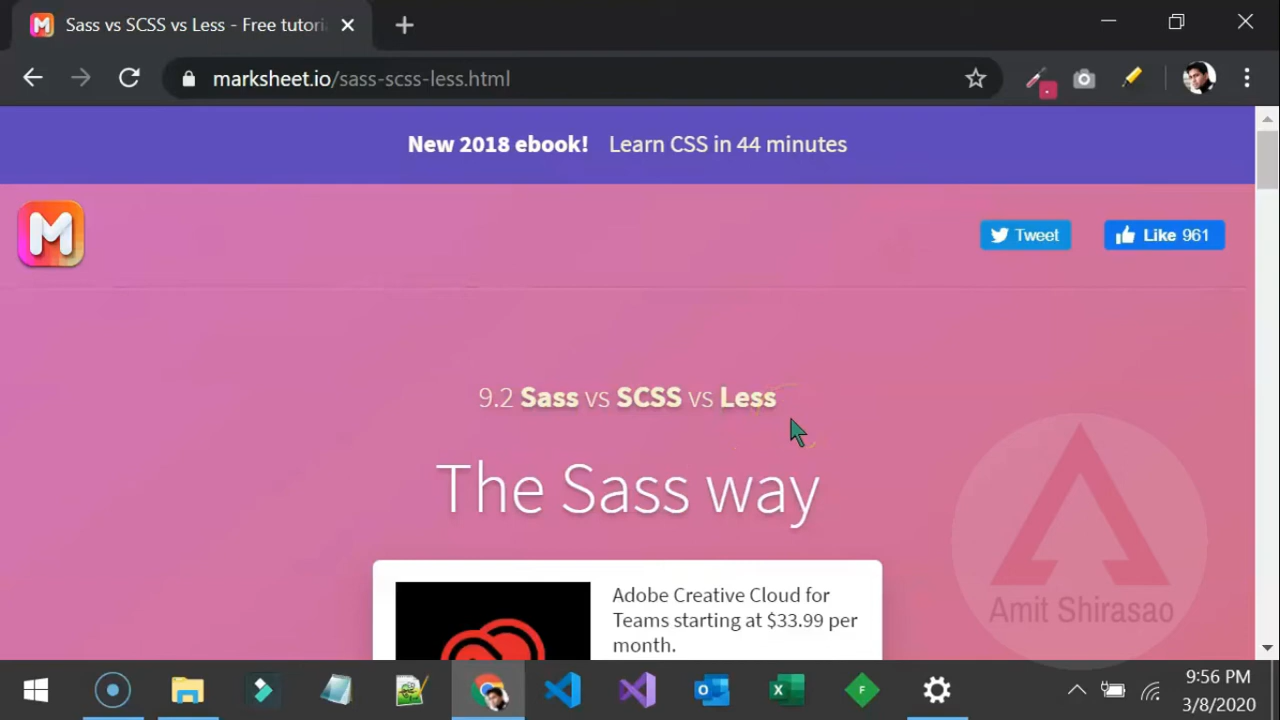 Sass vs SCSS vs Less - Free tutori
marksheet.io/sass-scss-less.html
New 2018 ebook! Learn CSS in 44 minutes
M
Tweet
Like 961
9.2 Sass vs SCSS vs Less
The Sass way
Adobe Creative Cloud for
Teams starting at $33.99 per
month.
Amit Shirasao
9:56 PM
3/8/2020